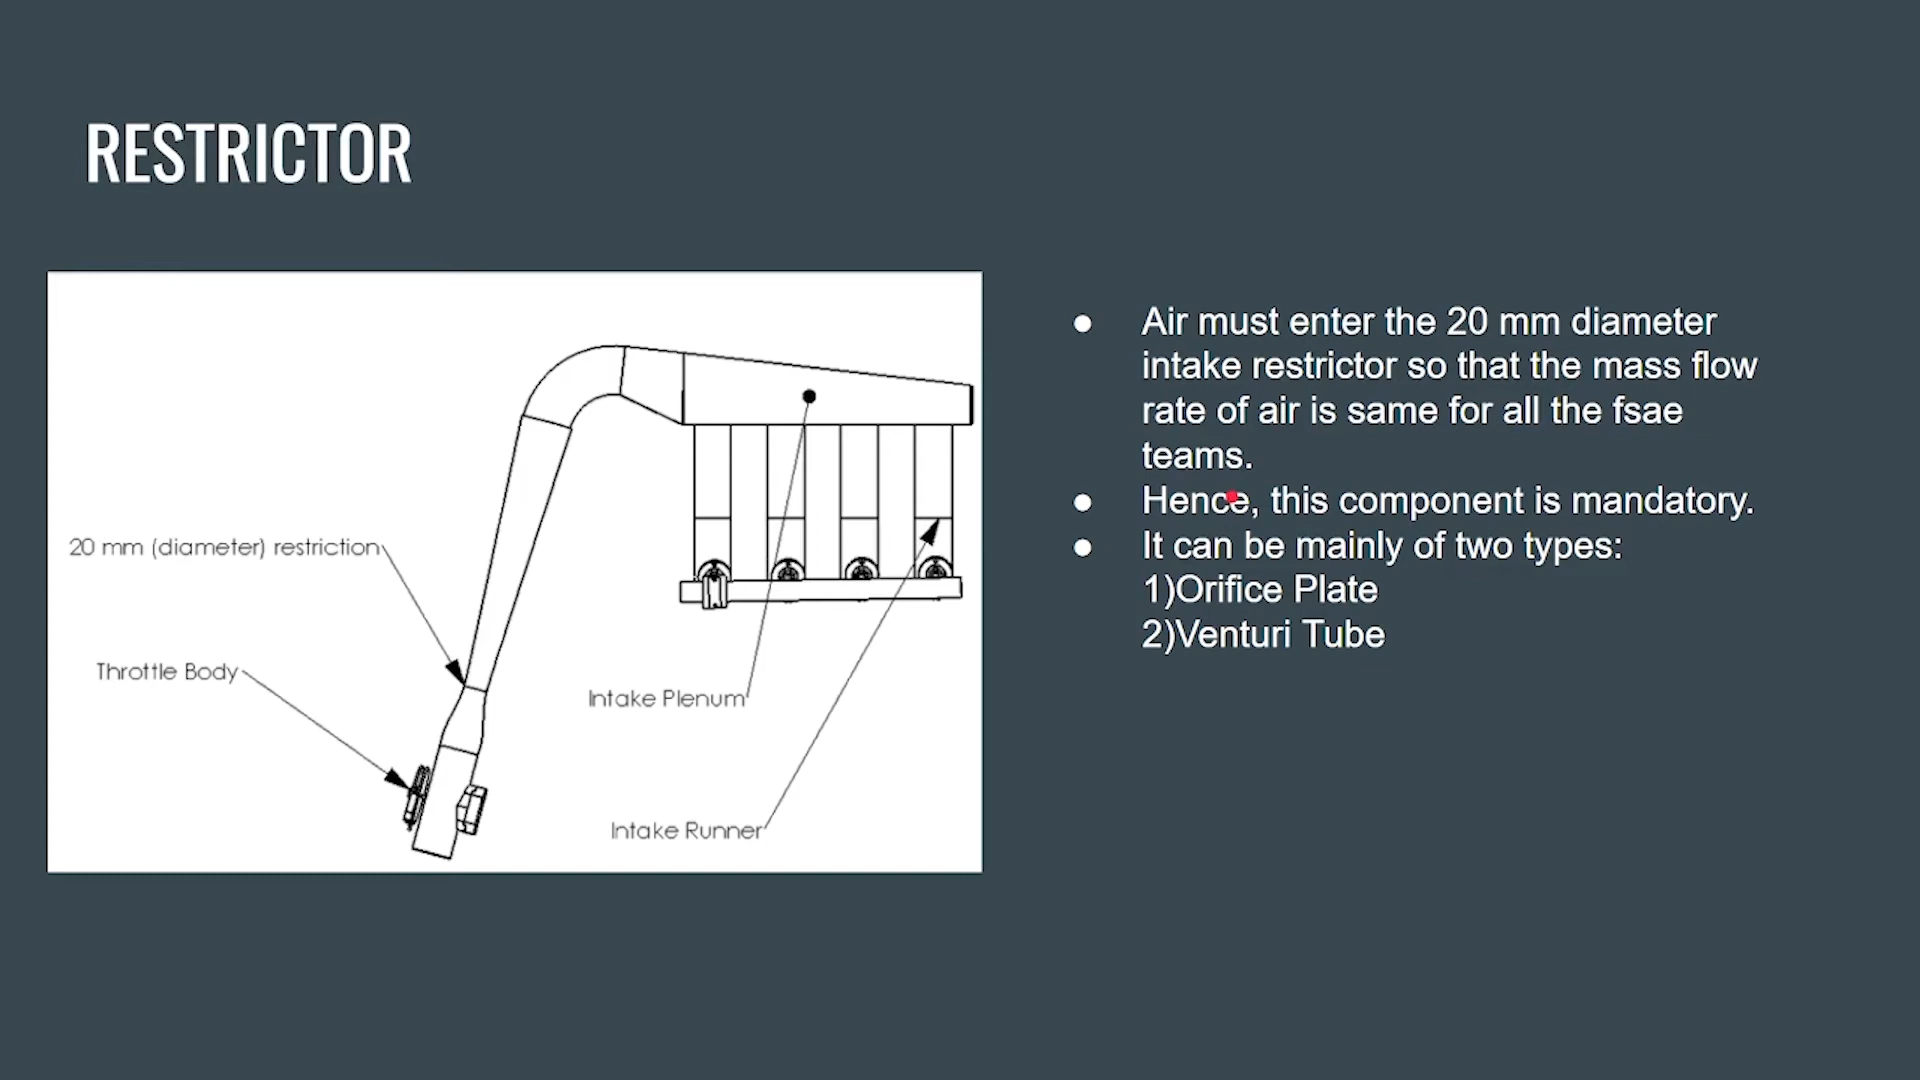 RESTRICTOR
20 mm (diameter) restriction
Throttle Body
Intake Plenum
Intake Runner
● Air must enter the 20 mm diameter
intake restrictor so that the mass flow
rate of air is same for all the fsae
teams.
● Hence, this component is mandatory.
● It can be mainly of two types:
1)Orifice Plate
2)Venturi Tube